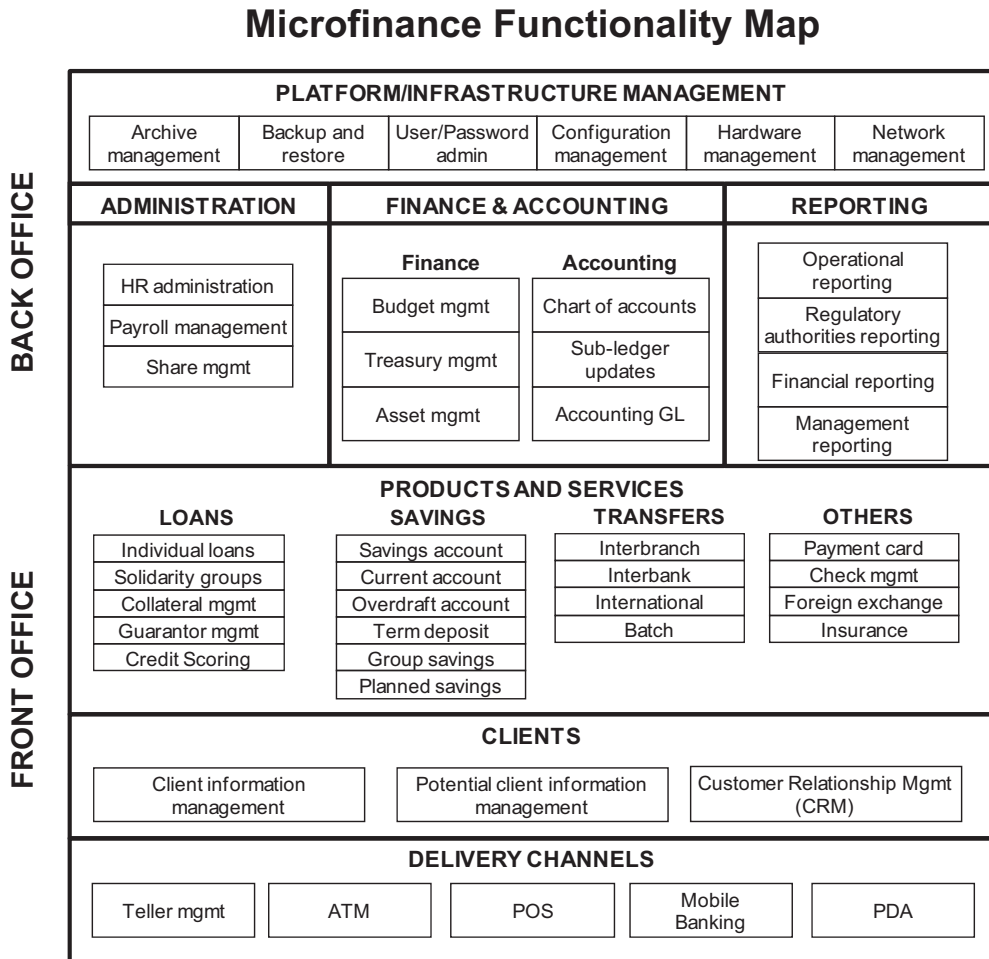 Microfinance Functionality Map
BACK OFFICE
PLATFORM/INFRASTRUCTURE MANAGEMENT
Archive
management
Backup and
restore
User/Password
admin
Configuration
management
Hardware
management
Network
management
ADMINISTRATION
HR administration
Payroll management
Share mgmt
FINANCE & ACCOUNTING
Finance
Budget mgmt
Treasury mgmt
Asset mgmt
Accounting
Chart of accounts
Sub-ledger
updates
Accounting GL
REPORTING
Operational
reporting
Regulatory
authorities reporting
Financial reporting
Management
reporting
FRONT OFFICE
PRODUCTS AND SERVICES
LOANS
Individual loans
Solidarity groups
Collateral mgmt
Guarantor mgmt
Credit Scoring
SAVINGS
Savings account
Current account
Overdraft account
Term deposit
Group savings
Planned savings
TRANSFERS
Interbranch
Interbank
International
Batch
OTHERS
Payment card
Check mgmt
Foreign exchange
Insurance
CLIENTS
Client information
management
Potential client information
management
Customer Relationship Mgmt
(CRM)
DELIVERY CHANNELS
Teller mgmt
ATM
POS
Mobile
Banking
PDA